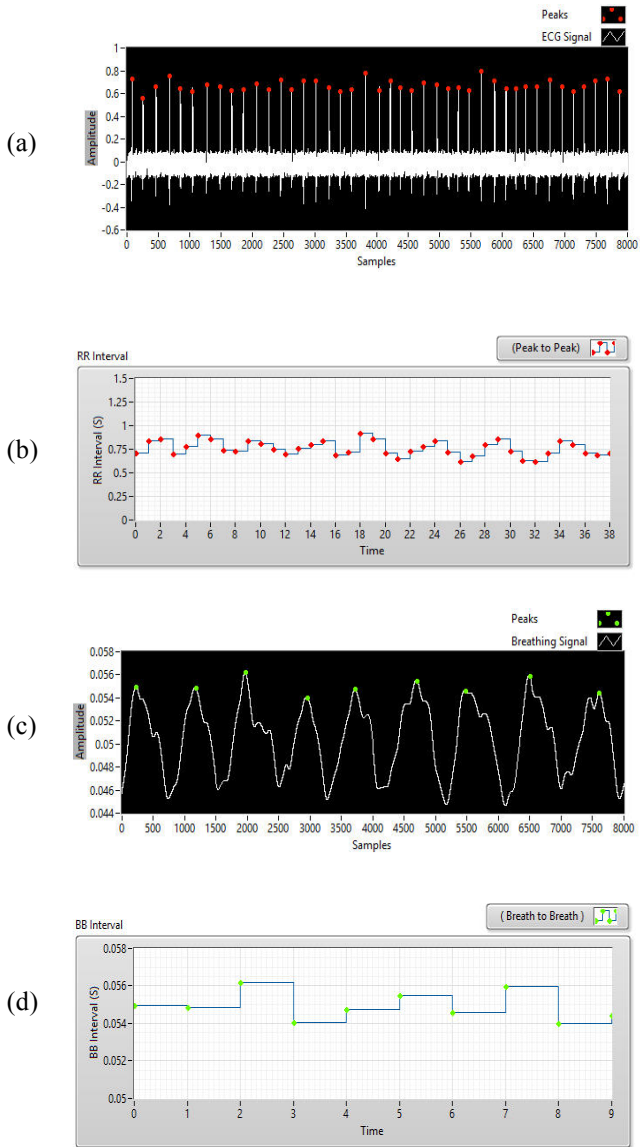 Peaks
ECG Signal
(a)
Amplitude
1
0.8
0.6
0.4
0.2
0
-0.2
-0.4
-0.6
0 500 1000 1500 2000 2500 3000 3500 4000 4500 5000 5500 6000 6500 7000 7500 8000
Samples
(Peak to Peak)
RR Interval
(b)
RR Interval (S)
1.5
1.25
1
0.75
0.5
0.25
0
0 2 4 6 8 10 12 14 16 18 20 22 24 26 28 30 32 34 36 38
Time
Peaks
Breathing Signal
(c)
Amplitude
0.058
0.056
0.054
0.052
0.05
0.048
0.046
0.044
0 500 1000 1500 2000 2500 3000 3500 4000 4500 5000 5500 6000 6500 7000 7500 8000
Samples
( Breath to Breath )
BB Interval
(d)
BB Interval (S)
0.058
0.056
0.054
0.052
0.05
0 1 2 3 4 5 6 7 8 9
Time